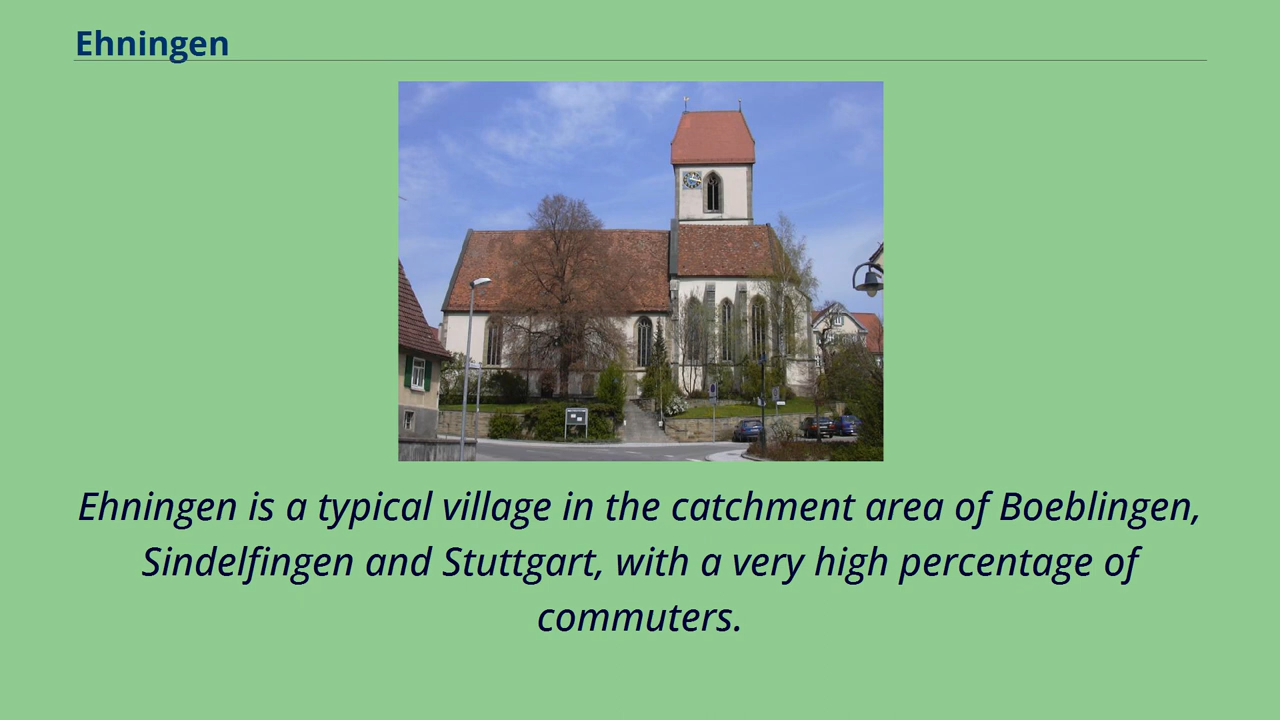 Ehningen
Ehningen is a typical village in the catchment area of Boeblingen,
Sindelfingen and Stuttgart, with a very high percentage of
commuters.